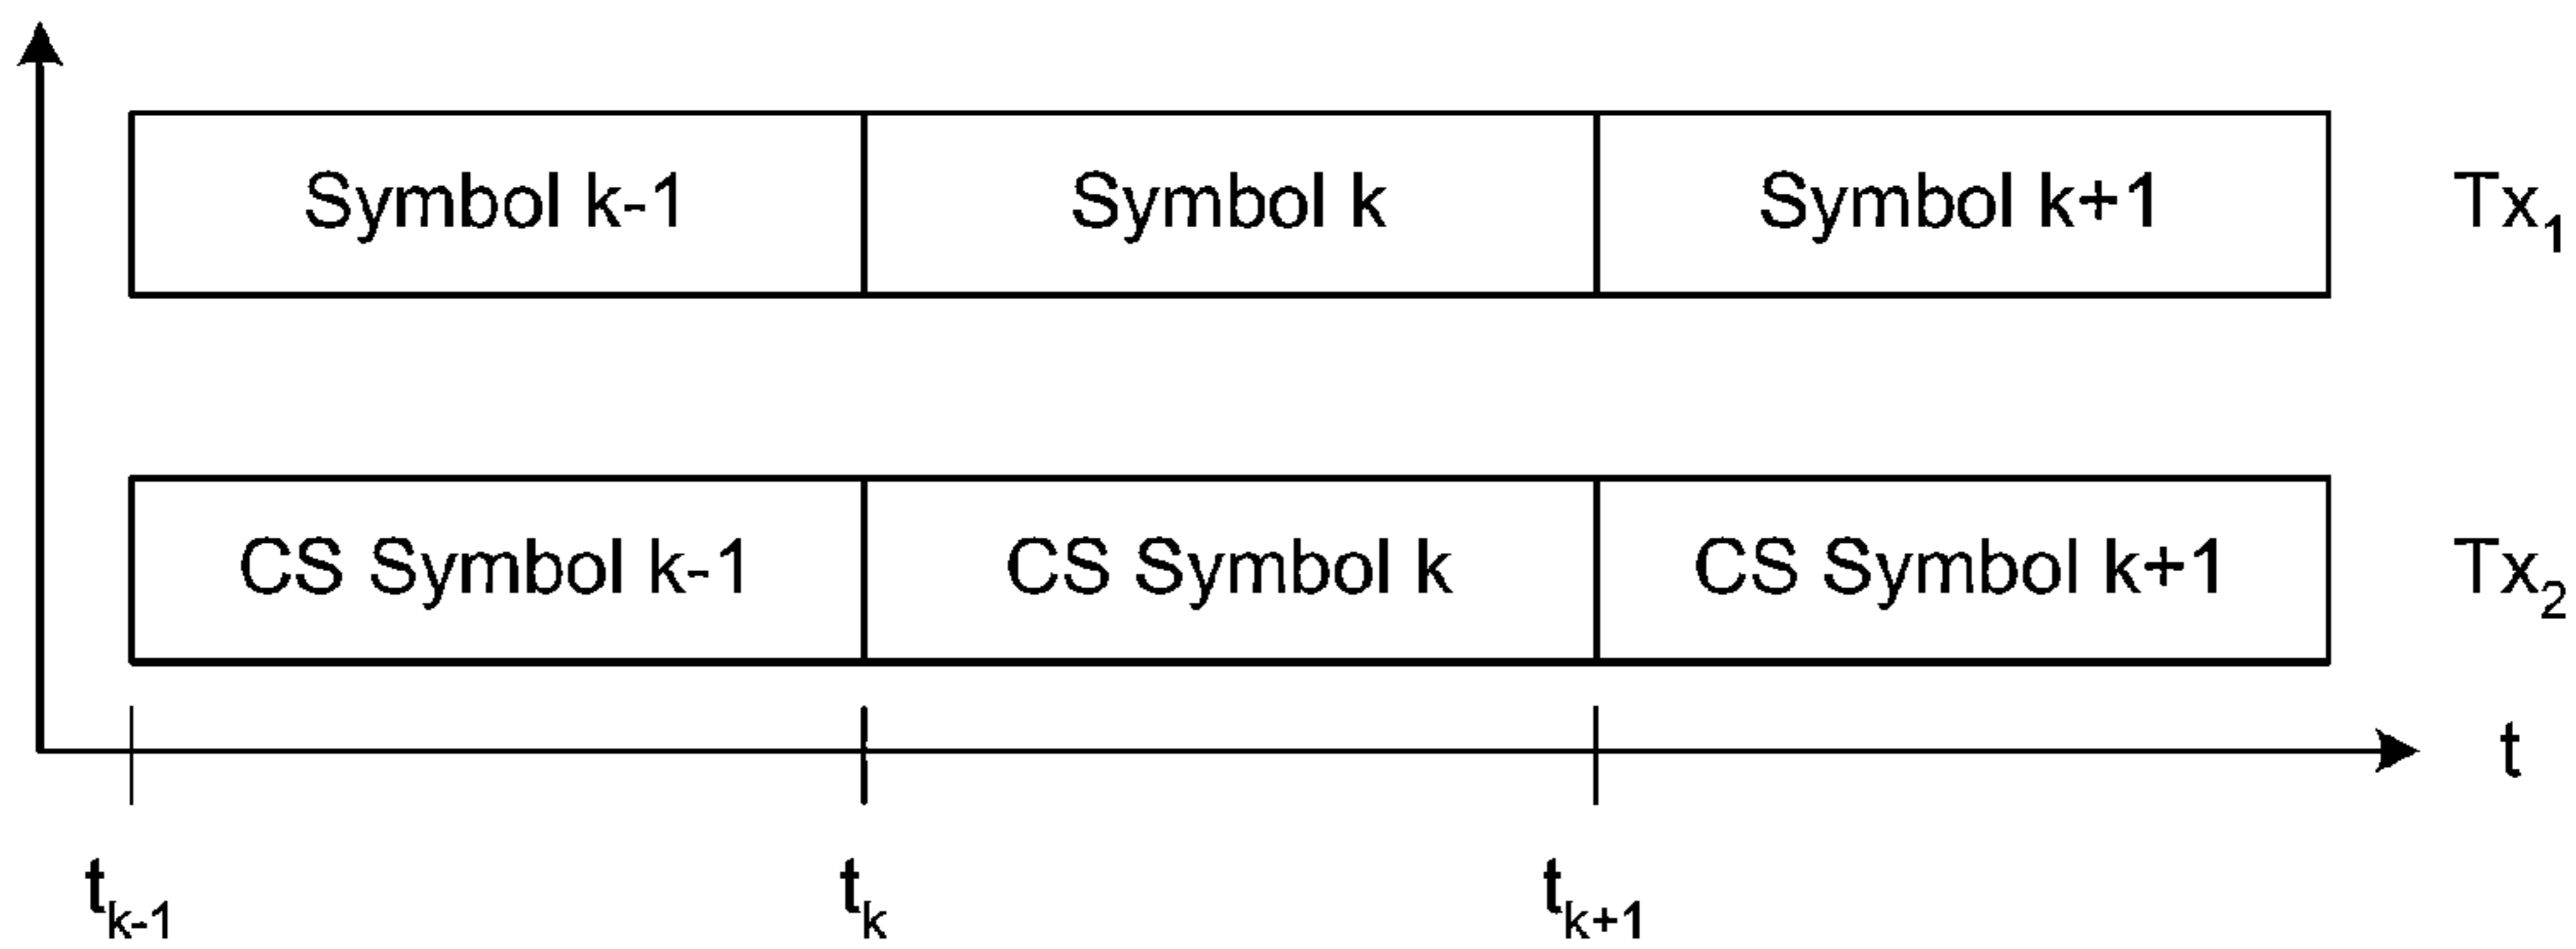 Symbol k-1 Symbol k Symbol k+1 Tx₁
CS Symbol k-1 CS Symbol k CS Symbol k+1 Tx₂
t
tₖ₋₁ tₖ tₖ₊₁